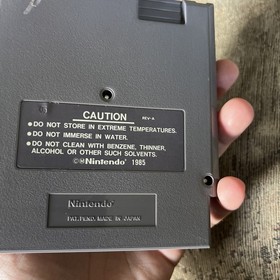 CAUTION REV-A
• DO NOT STORE IN EXTREME TEMPERATURES.
• DO NOT IMMERSE IN WATER.
• DO NOT CLEAN WITH BENZENE, THINNER,
ALCOHOL OR OTHER SUCH SOLVENTS.
©®Nintendo® 1985
Nintendo®
PAT.PEND. MADE IN JAPAN